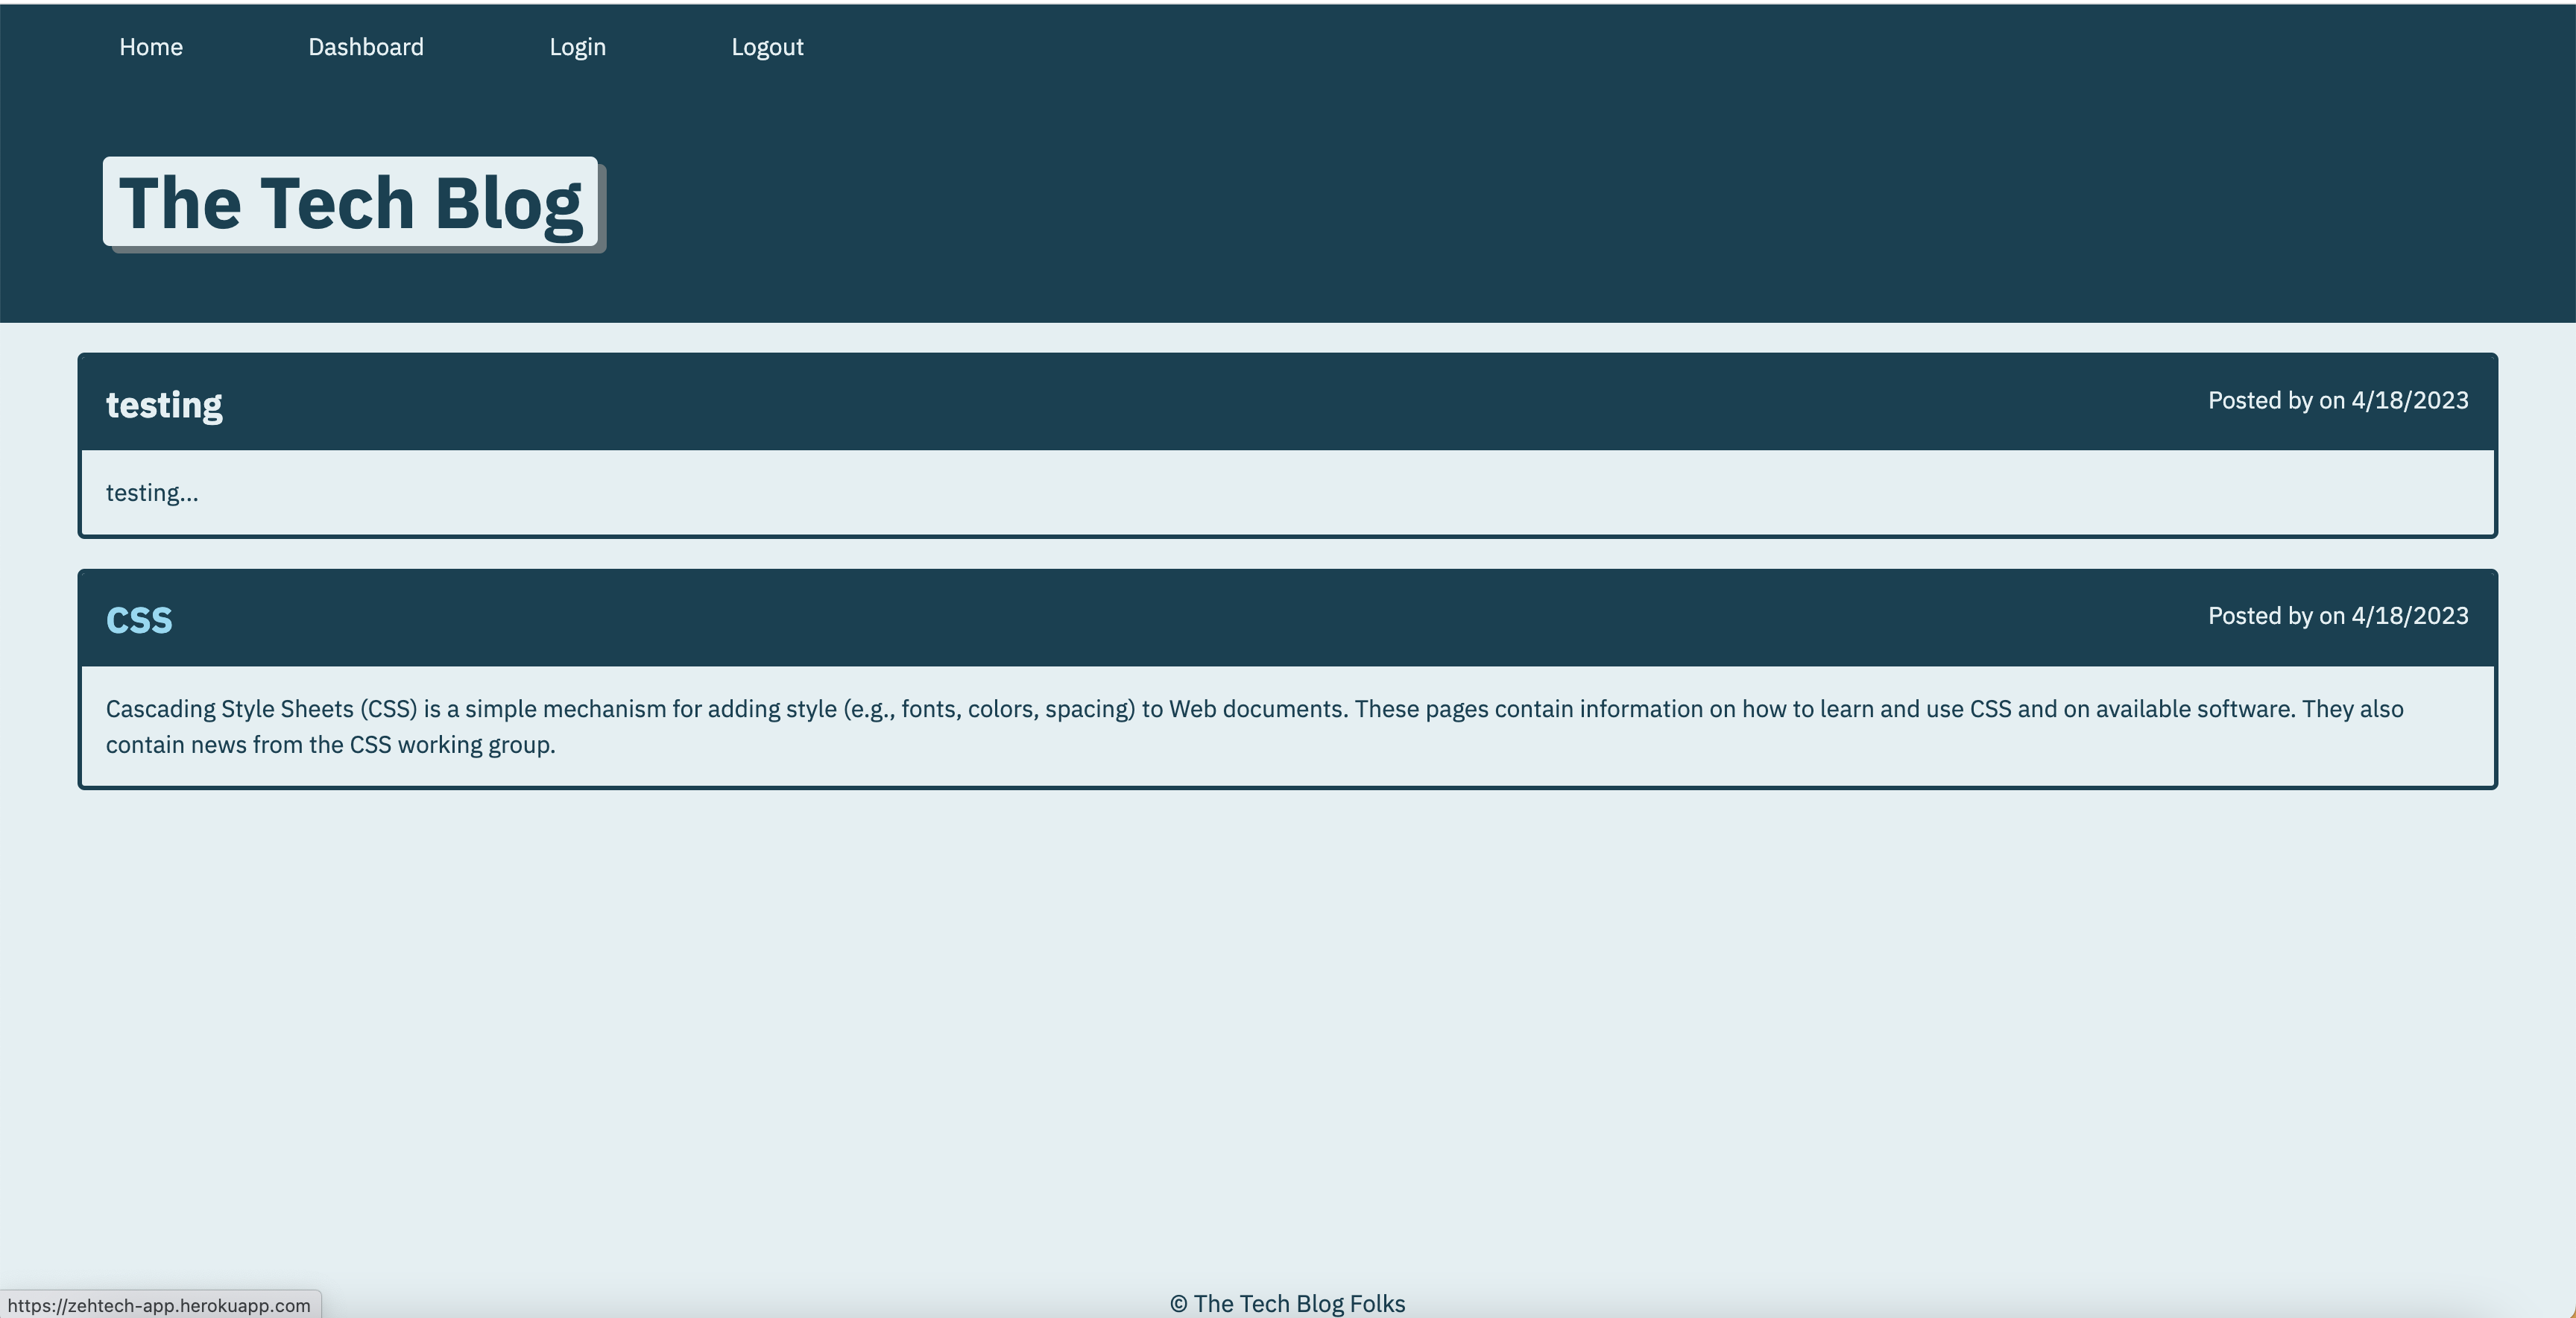 Home Dashboard Login Logout
The Tech Blog
testing Posted by on 4/18/2023
testing...
CSS Posted by on 4/18/2023
Cascading Style Sheets (CSS) is a simple mechanism for adding style (e.g., fonts, colors, spacing) to Web documents. These pages contain information on how to learn and use CSS and on available software. They also
contain news from the CSS working group.
© The Tech Blog Folks
https://zehtech-app.herokuapp.com